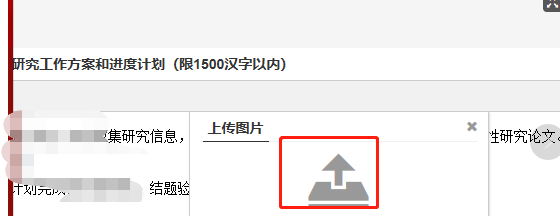 研究工作方案和进度计划（限1500汉字以内）
上传图片
集研究信息，
性研究论文。
计划完成
结题验